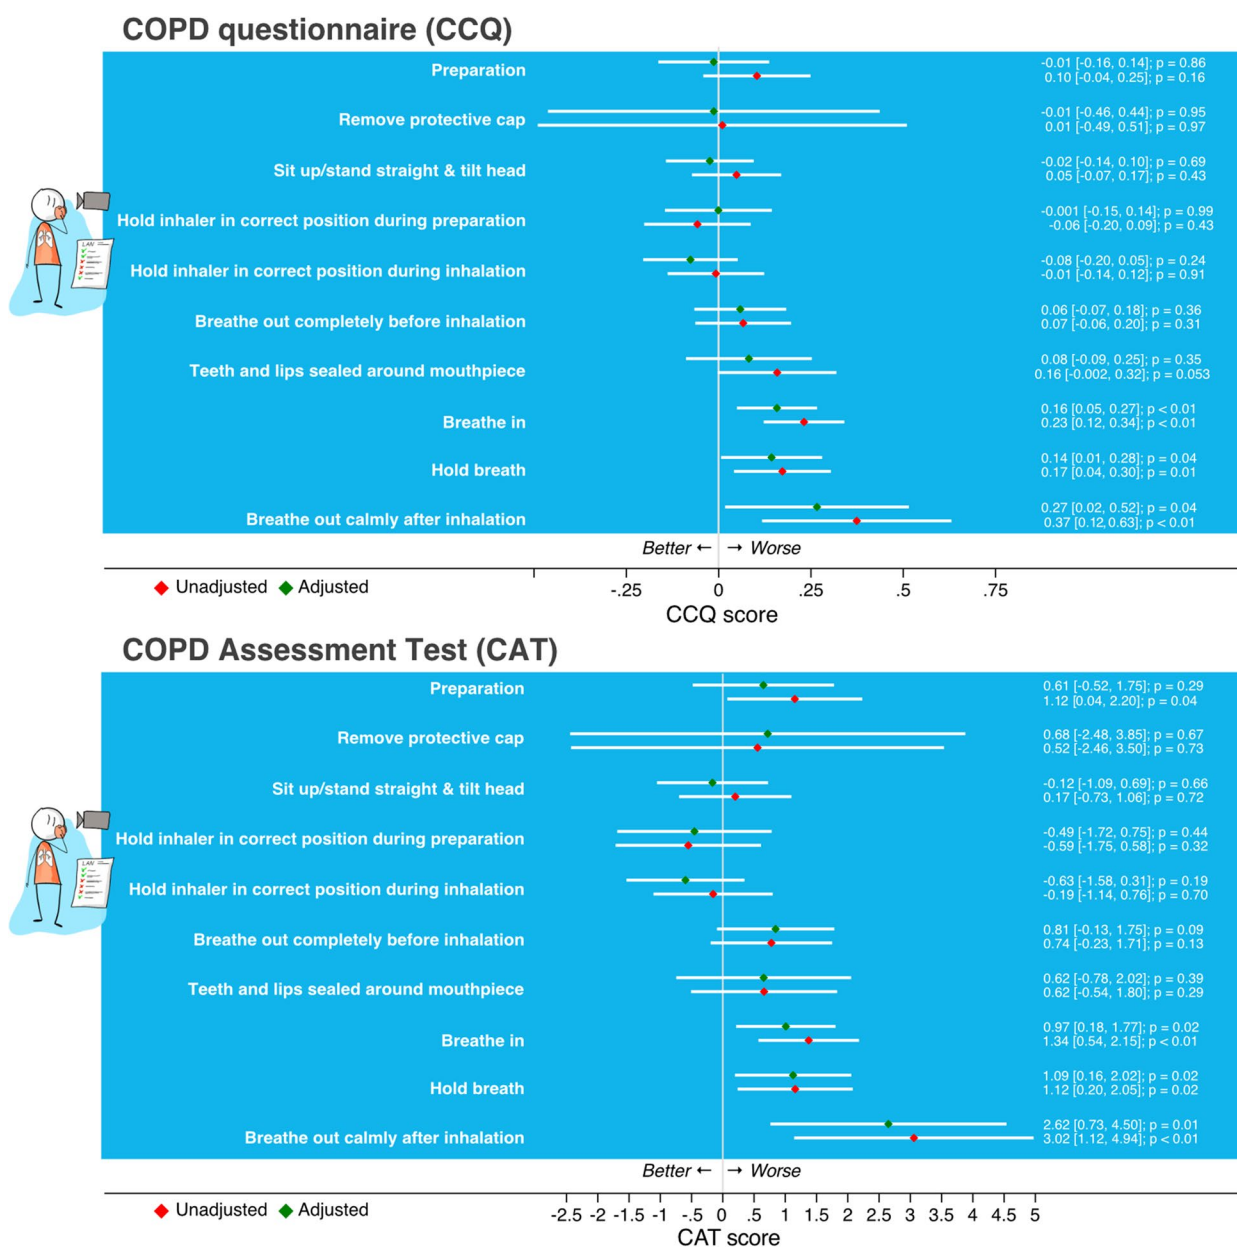 COPD questionnaire (CCQ)
Preparation
-0.01 [-0.16, 0.14]; p = 0.86
0.10 [-0.04, 0.25]; p = 0.16
Remove protective cap
-0.01 [-0.46, 0.44]; p = 0.95
0.01 [-0.49, 0.51]; p = 0.97
Sit up/stand straight & tilt head
-0.02 [-0.14, 0.10]; p = 0.69
0.05 [-0.07, 0.17]; p = 0.43
Hold inhaler in correct position during preparation
-0.001 [-0.15, 0.14]; p = 0.99
-0.06 [-0.20, 0.09]; p = 0.43
LAN
Hold inhaler in correct position during inhalation
-0.08 [-0.20, 0.05]; p = 0.24
-0.01 [-0.14, 0.12]; p = 0.91
Breathe out completely before inhalation
0.06 [-0.07, 0.18]; p = 0.36
0.07 [-0.06, 0.20]; p = 0.31
Teeth and lips sealed around mouthpiece
0.08 [-0.09, 0.25]; p = 0.35
0.16 [-0.002, 0.32]; p = 0.053
Breathe in
0.16 [0.05, 0.27]; p < 0.01
0.23 [0.12, 0.34]; p < 0.01
Hold breath
0.14 [0.01, 0.28]; p = 0.04
0.17 [0.04, 0.30]; p = 0.01
Breathe out calmly after inhalation
0.27 [0.02, 0.52]; p = 0.04
0.37 [0.12, 0.63]; p < 0.01
Better ← → Worse
Unadjusted Adjusted
-.25 0 .25 .5 .75
CCQ score
COPD Assessment Test (CAT)
Preparation
0.61 [-0.52, 1.75]; p = 0.29
1.12 [0.04, 2.20]; p = 0.04
Remove protective cap
0.68 [-2.48, 3.85]; p = 0.67
0.52 [-2.46, 3.50]; p = 0.73
Sit up/stand straight & tilt head
-0.12 [-1.09, 0.69]; p = 0.66
0.17 [-0.73, 1.06]; p = 0.72
Hold inhaler in correct position during preparation
-0.49 [-1.72, 0.75]; p = 0.44
-0.59 [-1.75, 0.58]; p = 0.32
LAN
Hold inhaler in correct position during inhalation
-0.63 [-1.58, 0.31]; p = 0.19
-0.19 [-1.14, 0.76]; p = 0.70
Breathe out completely before inhalation
0.81 [-0.13, 1.75]; p = 0.09
0.74 [-0.23, 1.71]; p = 0.13
Teeth and lips sealed around mouthpiece
0.62 [-0.78, 2.02]; p = 0.39
0.62 [-0.54, 1.80]; p = 0.29
Breathe in
0.97 [0.18, 1.77]; p = 0.02
1.34 [0.54, 2.15]; p < 0.01
Hold breath
1.09 [0.16, 2.02]; p = 0.02
1.12 [0.20, 2.05]; p = 0.02
Breathe out calmly after inhalation
2.62 [0.73, 4.50]; p = 0.01
3.02 [1.12, 4.94]; p < 0.01
Better ← → Worse
Unadjusted Adjusted
-2.5 -2 -1.5 -1 -.5 0 .5 1 1.5 2 2.5 3 3.5 4 4.5 5
CAT score